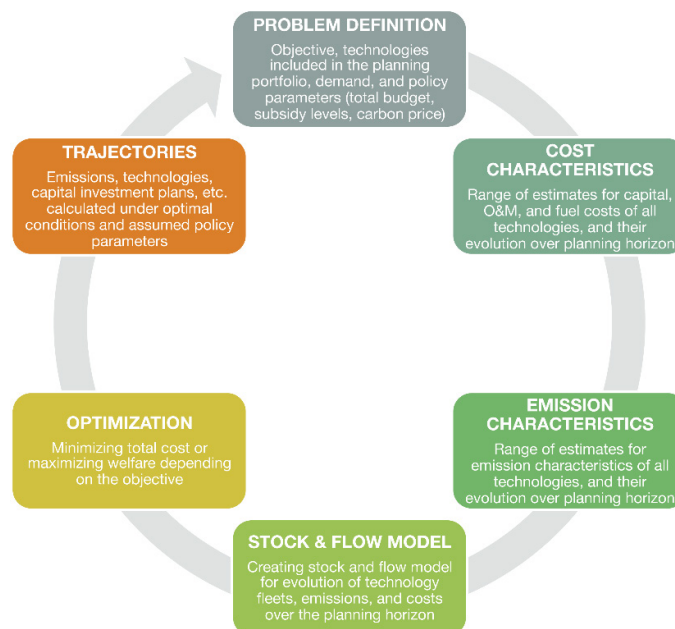 PROBLEM DEFINITION
Objective, technologies
included in the planning
portfolio, demand, and policy
parameters (total budget,
subsidy levels, carbon price)
COST
CHARACTERISTICS
Range of estimates for capital,
O&M, and fuel costs of all
technologies, and their
evolution over planning horizon
EMISSION
CHARACTERISTICS
Range of estimates for
emission characteristics of all
technologies, and their
evolution over planning horizon
STOCK & FLOW MODEL
Creating stock and flow model
for evolution of technology
fleets, emissions, and costs
over the planning horizon
OPTIMIZATION
Minimizing total cost or
maximizing welfare depending
on the objective
TRAJECTORIES
Emissions, technologies,
capital investment plans, etc.
calculated under optimal
conditions and assumed policy
parameters